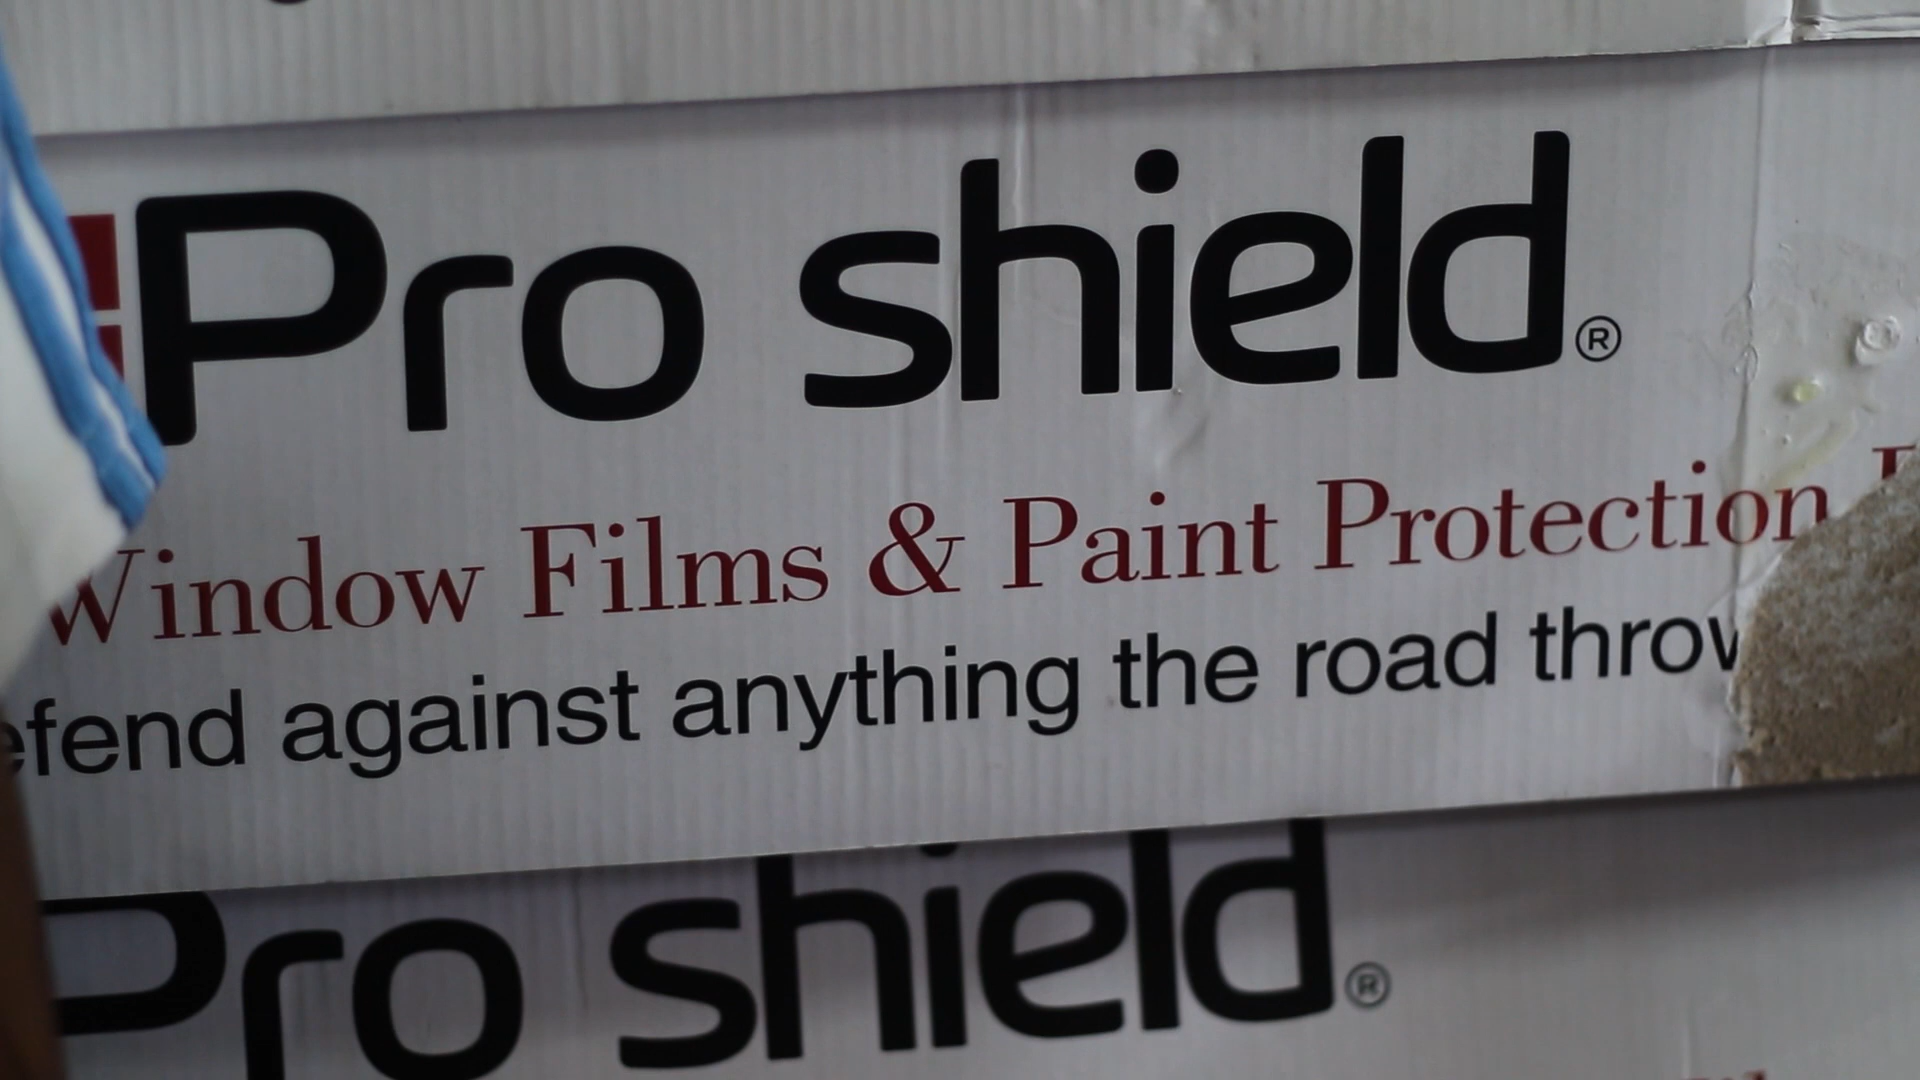 Pro shield®
Window Films & Paint Protection
efend against anything the road throw
Pro shield®